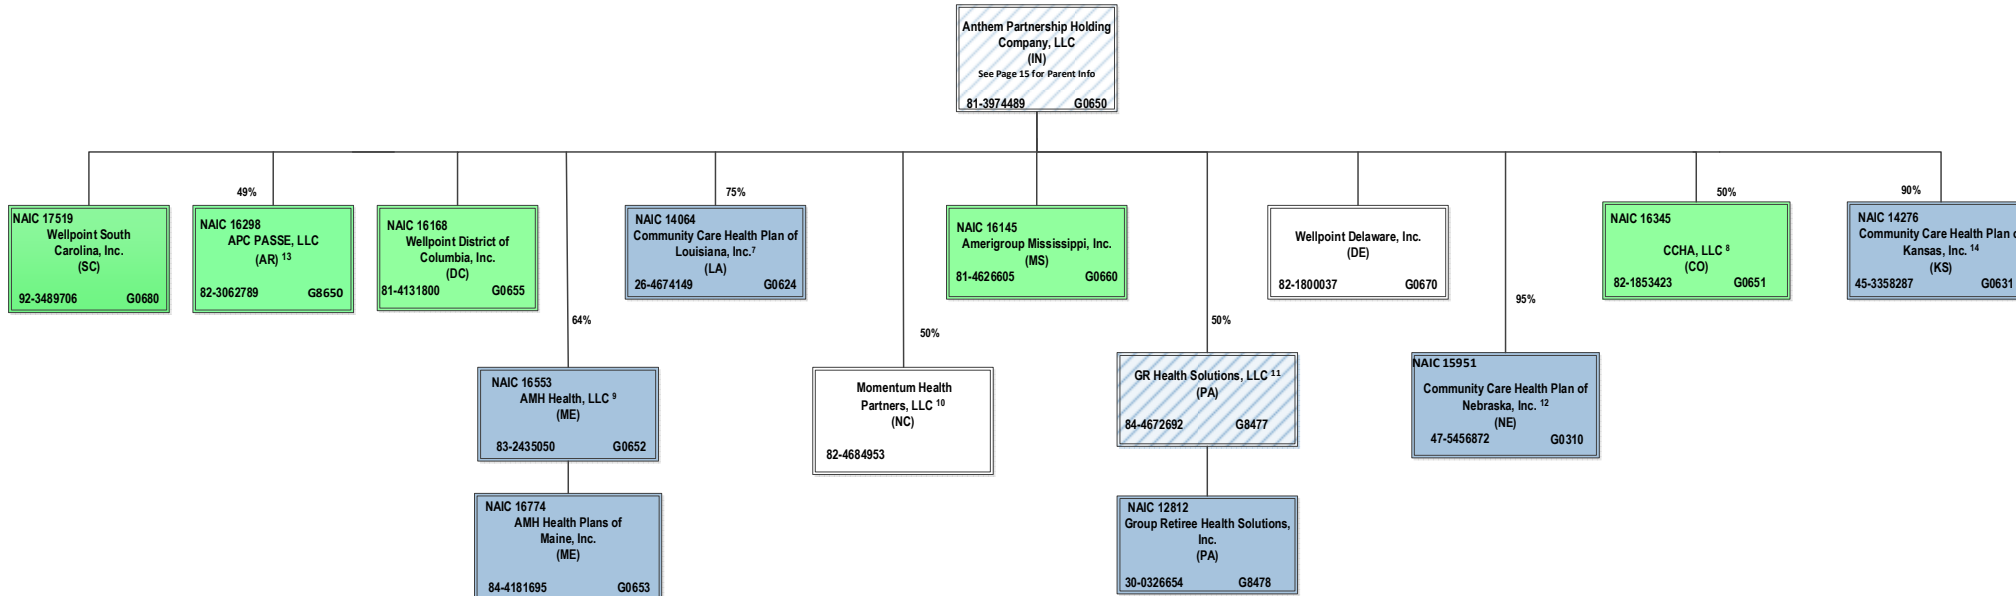 Anthem Partnership Holding
Company, LLC
(IN)
See Page 15 for Parent Info
81-3974489 G0650
49%
75%
50%
90%
NAIC 17519
Wellpoint South
Carolina, Inc.
(SC)
92-3489706 G0680
NAIC 16298
APC PASSE, LLC
(AR) 13
82-3062789 G8650
NAIC 16168
Wellpoint District of
Columbia, Inc.
(DC)
81-4131800 G0655
NAIC 14064
Community Care Health Plan of
Louisiana, Inc.7
(LA)
26-4674149 G0624
NAIC 16145
Amerigroup Mississippi, Inc.
(MS)
81-4626605 G0660
Wellpoint Delaware, Inc.
(DE)
82-1800037 G0670
NAIC 16345
CCHA, LLC 8
(CO)
82-1853423 G0651
NAIC 14276
Community Care Health Plan o
Kansas, Inc. 14
(KS)
45-3358287 G0631
64%
50%
50%
95%
NAIC 16553
AMH Health, LLC 9
(ME)
83-2435050 G0652
Momentum Health
Partners, LLC 10
(NC)
82-4684953
GR Health Solutions, LLC 11
(PA)
84-4672692 G8477
NAIC 15951
Community Care Health Plan of
Nebraska, Inc. 12
(NE)
47-5456872 G0310
NAIC 16774
AMH Health Plans of
Maine, Inc.
(ME)
84-4181695 G0653
NAIC 12812
Group Retiree Health Solutions,
Inc.
(PA)
30-0326654 G8478